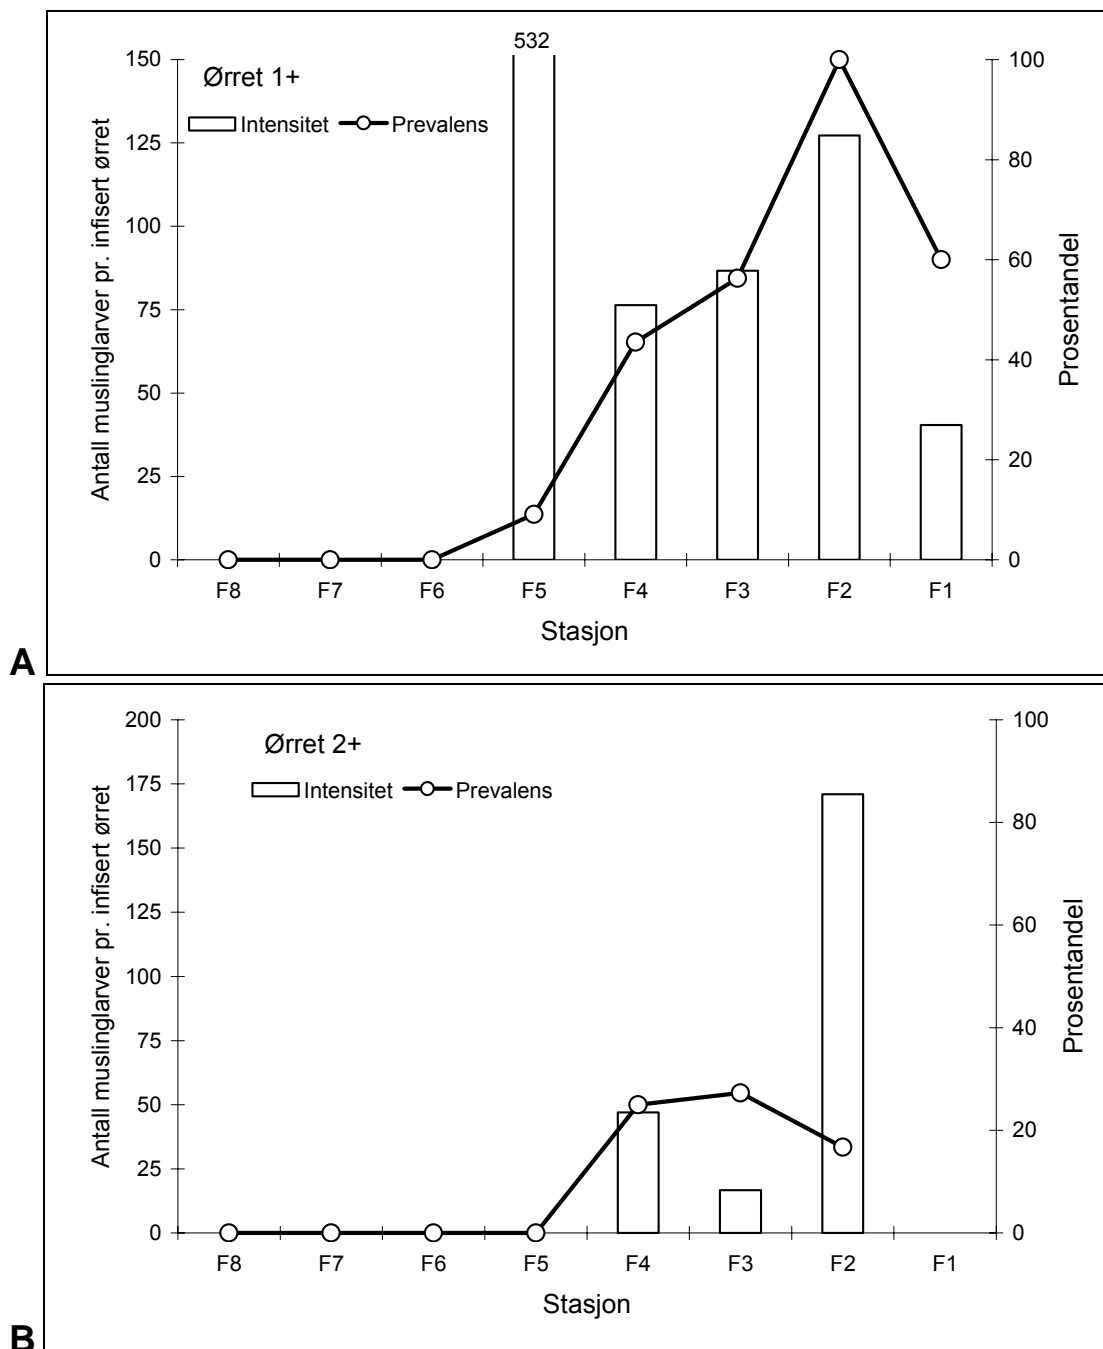 532
150
125
100
75
50
25
0
100
80
60
40
20
0
Ørret 1+
Intensitet Prevalens
Antall muslinglarver pr. infisert ørret
Prosentandel
F8 F7 F6 F5 F4 F3 F2 F1
Stasjon
A
200
175
150
125
100
75
50
25
0
100
80
60
40
20
0
Ørret 2+
Intensitet Prevalens
Antall muslinglarver pr. infisert ørret
Prosentandel
F8 F7 F6 F5 F4 F3 F2 F1
Stasjon
B